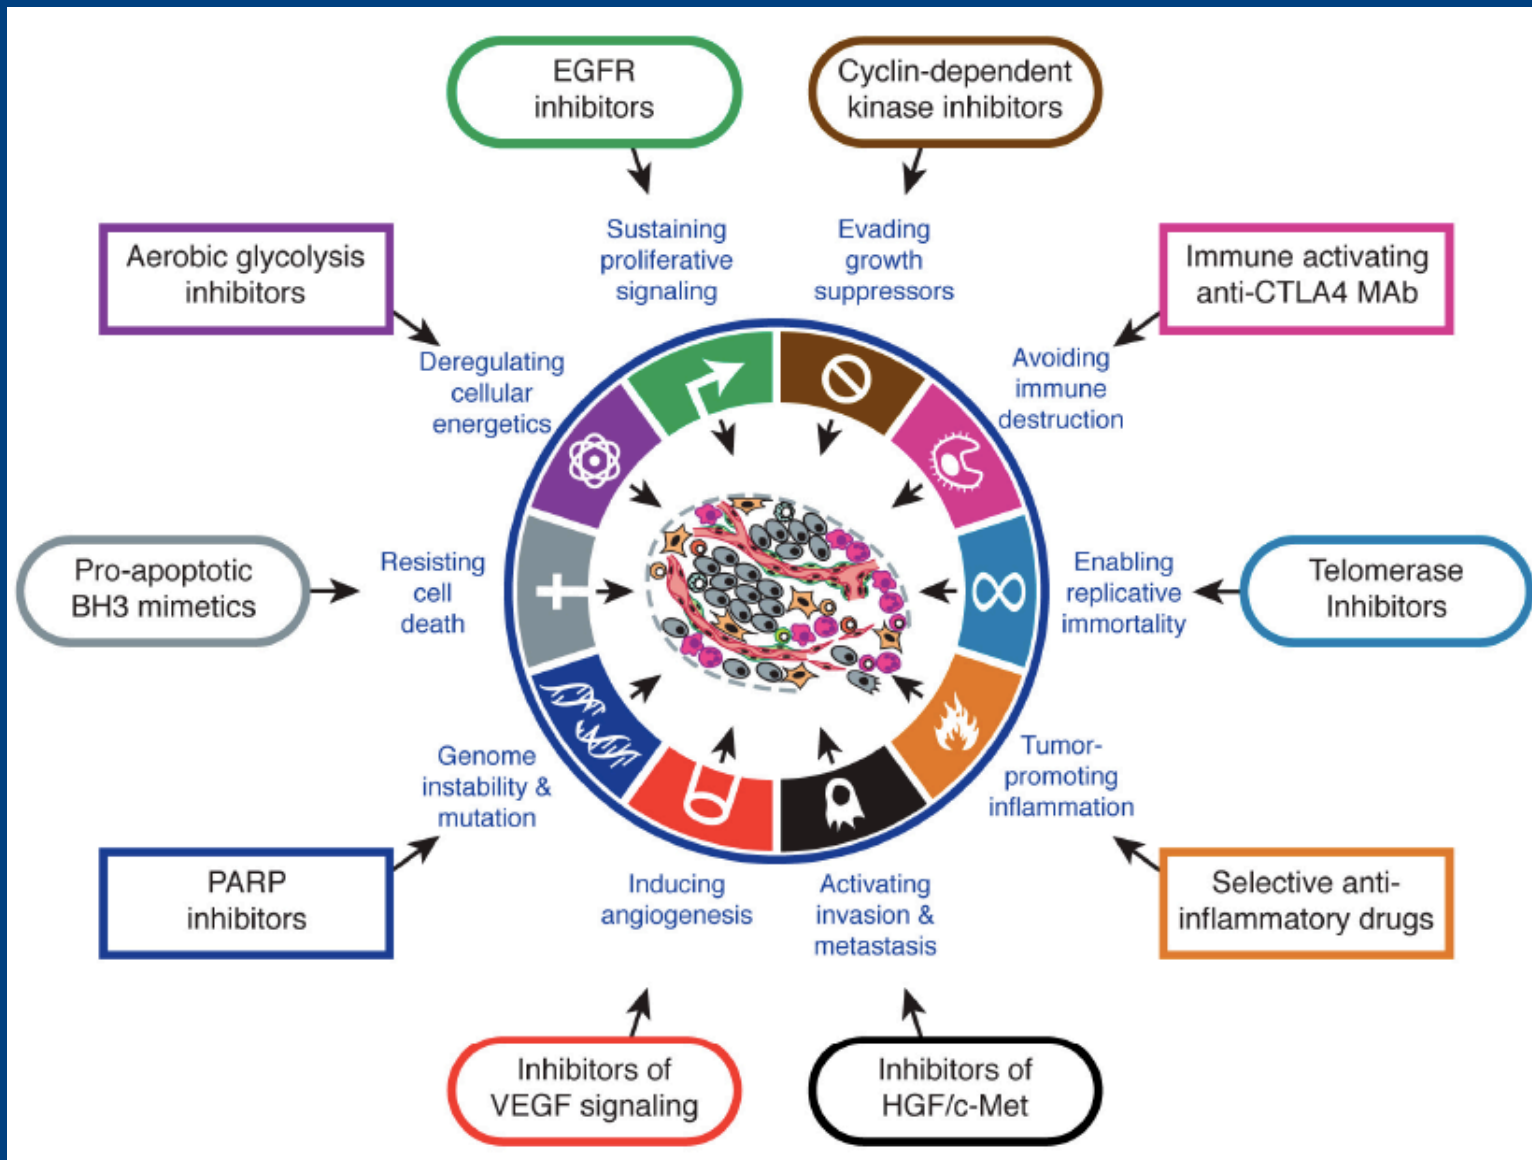 EGFR
inhibitors
Cyclin-dependent
kinase inhibitors
Sustaining
proliferative
signaling
Evading
growth
suppressors
Aerobic glycolysis
inhibitors
Immune activating
anti-CTLA4 MAb
Deregulating
cellular
energetics
Avoiding
immune
destruction
Pro-apoptotic
BH3 mimetics
Resisting
cell
death
Enabling
replicative
immortality
Telomerase
Inhibitors
Genome
instability &
mutation
Tumor-
promoting
inflammation
PARP
inhibitors
Inducing
angiogenesis
Activating
invasion &
metastasis
Selective anti-
inflammatory drugs
Inhibitors of
VEGF signaling
Inhibitors of
HGF/c-Met